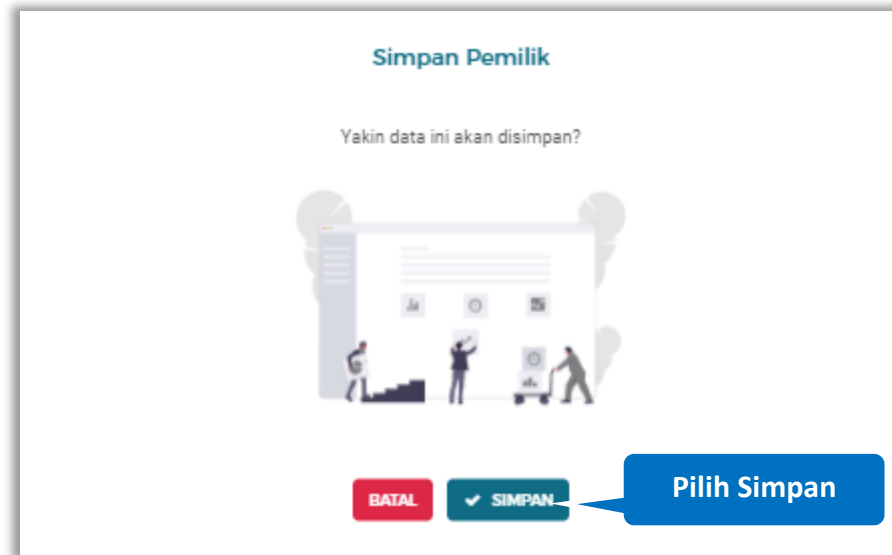 Simpan Pemilik
Yakin data ini akan disimpan?
BATAL
SIMPAN
Pilih Simpan